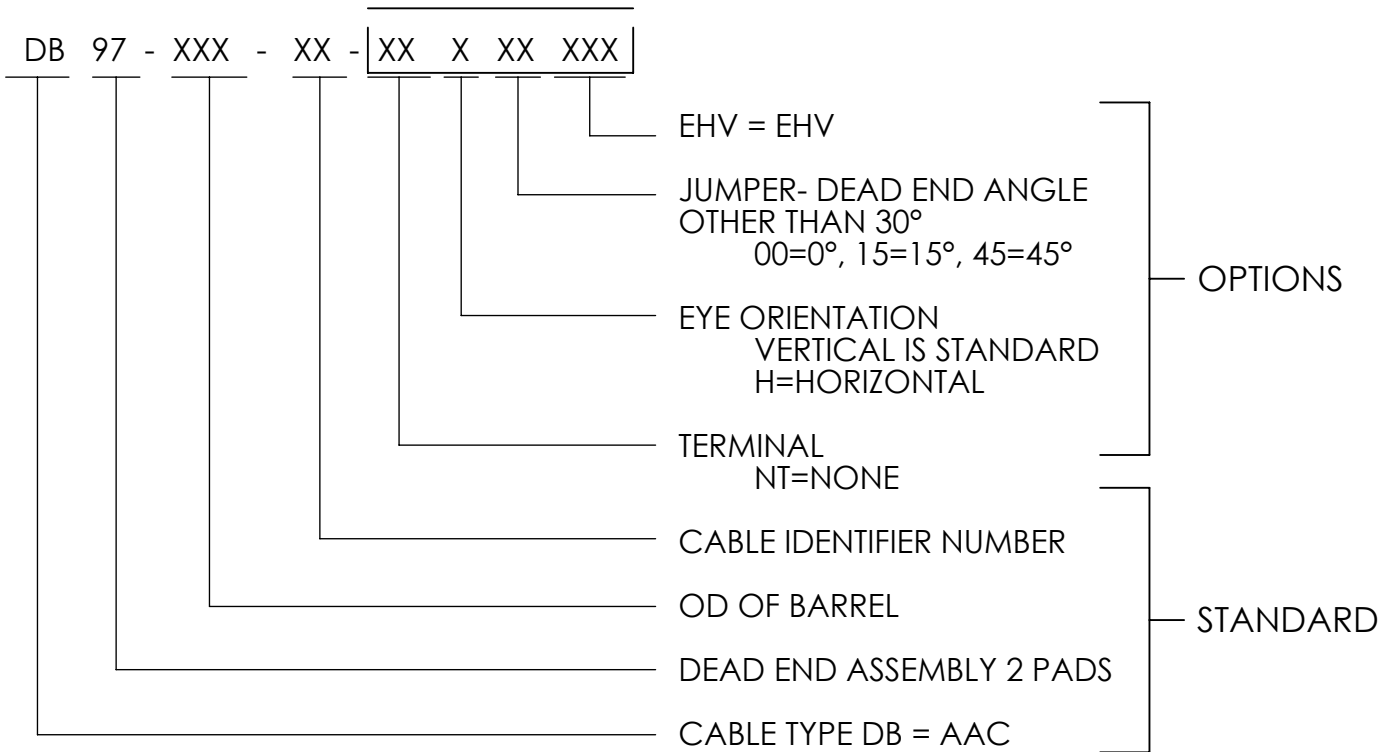 DB 97 - XXX - XX - XX X XX XXX
EHV = EHV
JUMPER- DEAD END ANGLE
OTHER THAN 30°
00=0°, 15=15°, 45=45°
OPTIONS
EYE ORIENTATION
VERTICAL IS STANDARD
H=HORIZONTAL
TERMINAL
NT=NONE
CABLE IDENTIFIER NUMBER
OD OF BARREL
STANDARD
DEAD END ASSEMBLY 2 PADS
CABLE TYPE DB = AAC